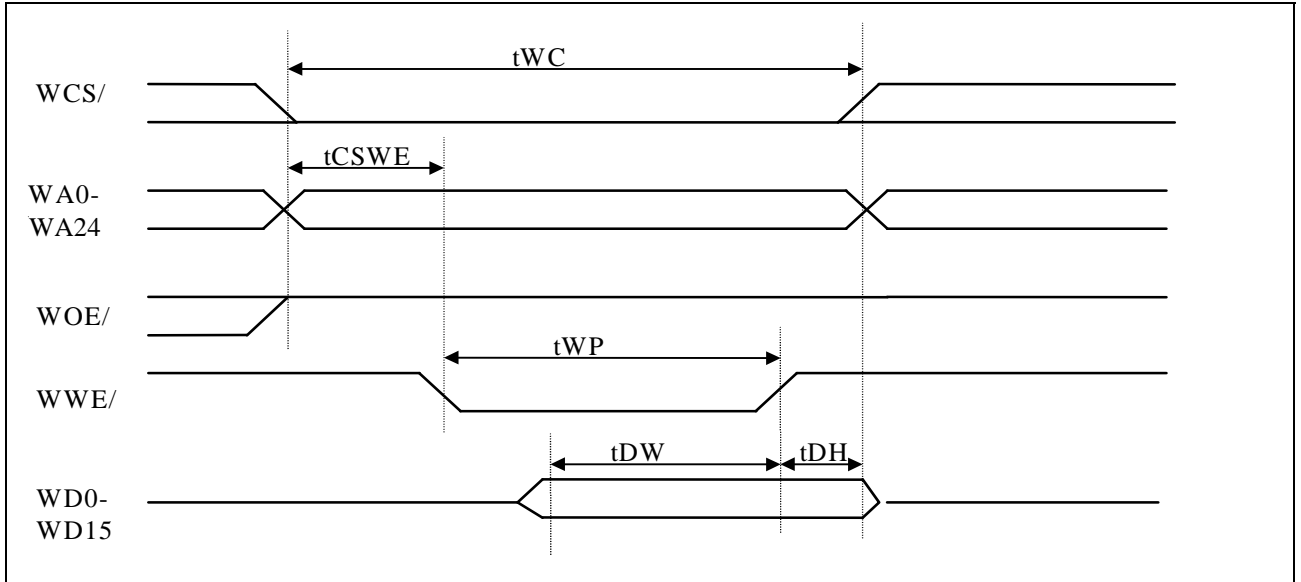 tWC
WCS/
tCSWE
WA0-
WA24
WOE/
tWP
WWE/
tDW
tDH
WD0-
WD15